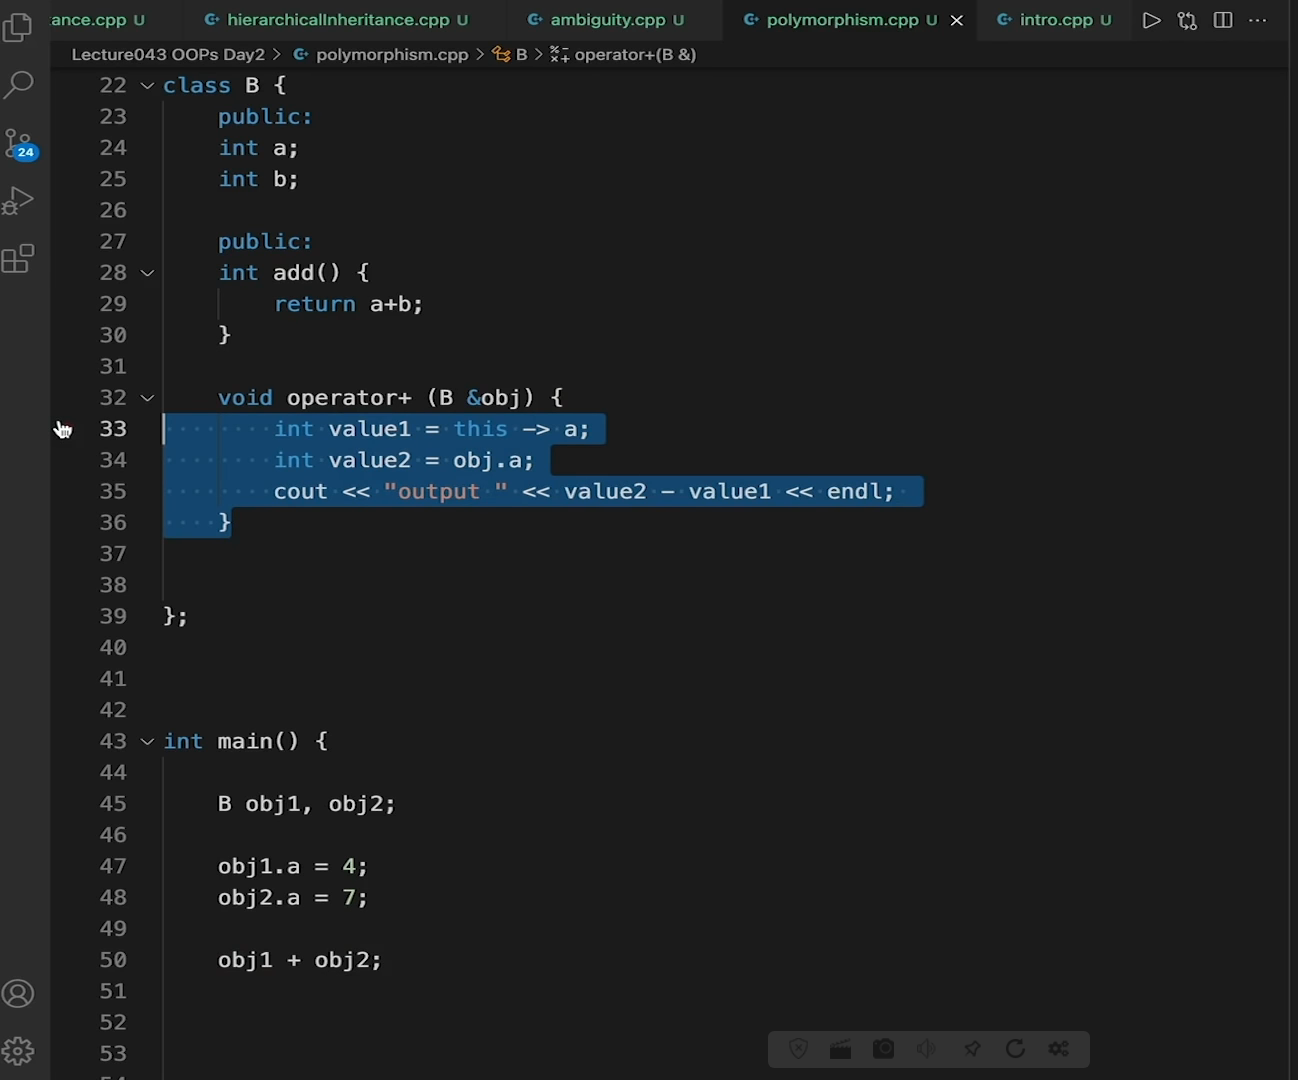 ance.cpp U
hierarchicalInheritance.cpp U
ambiguity.cpp U
polymorphism.cpp U
intro.cpp U
Lecture043 OOPs Day2 > polymorphism.cpp > B > operator+(B &)
24
22 class B {
23     public:
24     int a;
25     int b;
26
27     public:
28     int add() {
29         return a+b;
30     }
31
32     void operator+ (B &obj) {
33         int value1 = this -> a;
34         int value2 = obj.a;
35         cout << "output " << value2 - value1 << endl;
36     }
37
38
39 };
40
41
42
43 int main() {
44
45     B obj1, obj2;
46
47     obj1.a = 4;
48     obj2.a = 7;
49
50     obj1 + obj2;
51
52
53